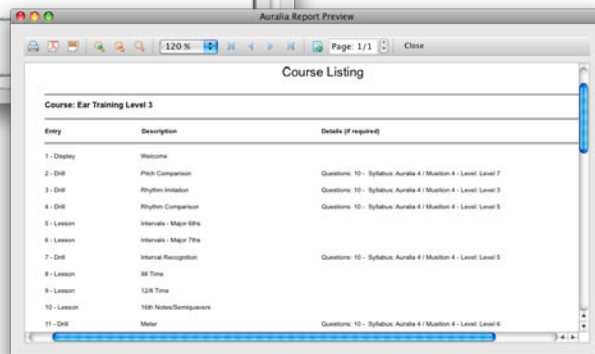 Auralia Report Preview
120 % Page: 1/1 Close
Course Listing
Course: Ear Training Level 3
Entry Description Details (if required)
1 - Display Welcome
2 - Drill Pitch Comparison Questions: 10 - Syllabus: Auralia 4 / Musition 4 - Level: Level 7
3 - Drill Rhythm Imitation Questions: 10 - Syllabus: Auralia 4 / Musition 4 - Level: Level 3
4 - Drill Rhythm Comparison Questions: 10 - Syllabus: Auralia 4 / Musition 4 - Level: Level 5
5 - Lesson Intervals - Major 6ths
6 - Lesson Intervals - Major 7ths
7 - Drill Interval Recognition Questions: 10 - Syllabus: Auralia 4 / Musition 4 - Level: Level 5
8 - Lesson 98 Time
9 - Lesson 12/8 Time
10 - Lesson 16th Notes/Semiquavers
11 - Drill Meter Questions: 10 - Syllabus: Auralia 4 / Musition 4 - Level: Level 6